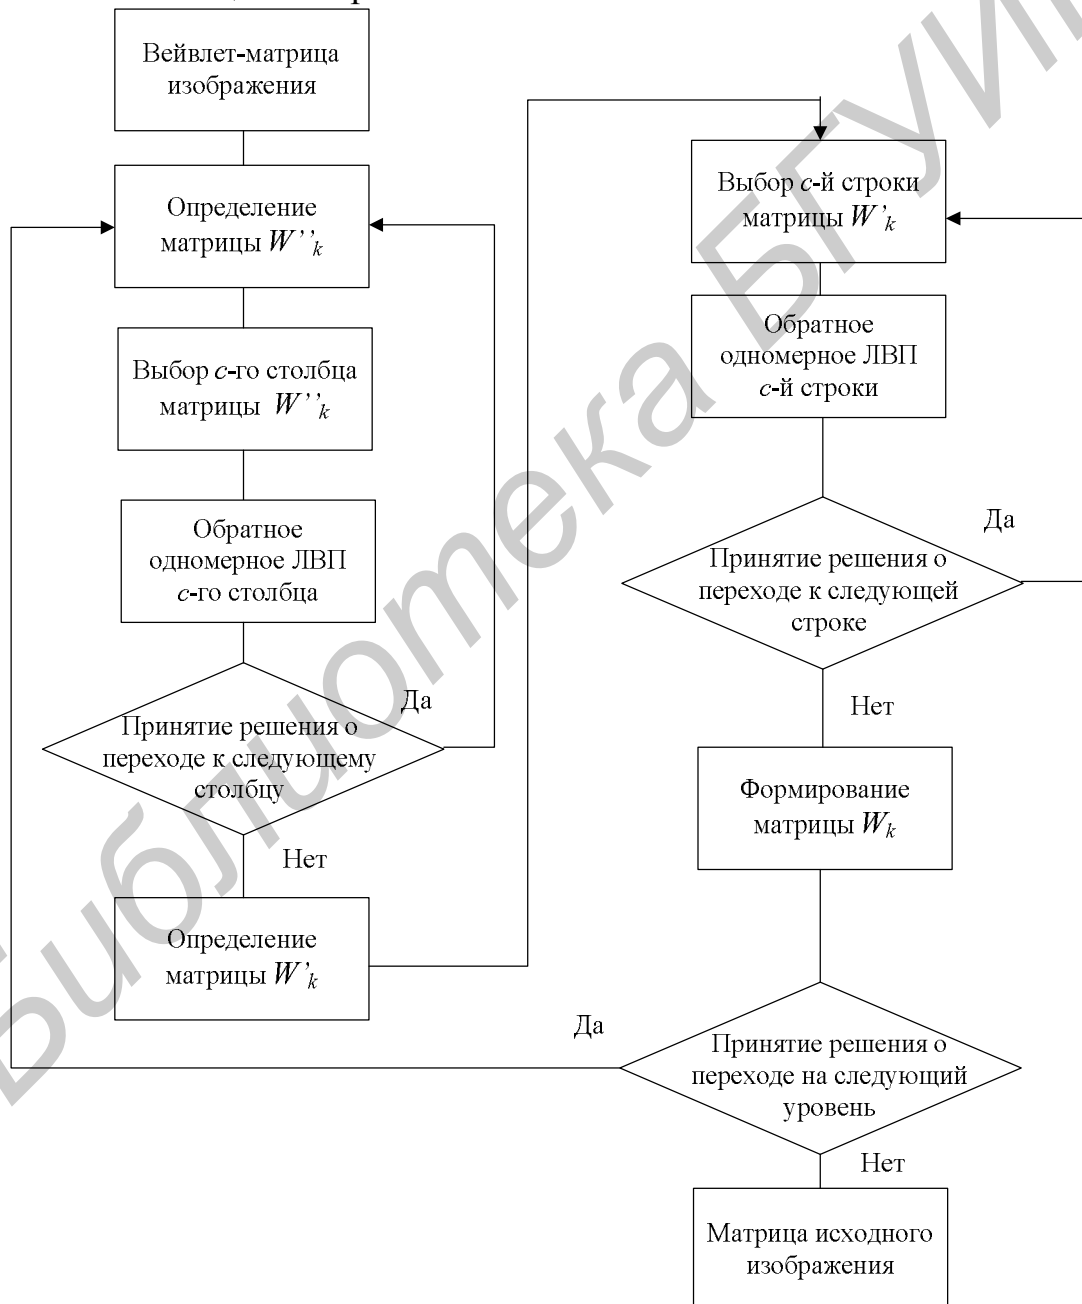 Вейвлет-матрица
изображения
Определение
матрицы W’’k
Выбор c-го столбца
матрицы W’’k
Обратное
одномерное ЛВП
c-го столбца
Да
Принятие решения о
переходе к следующему
столбцу
Нет
Определение
матрицы W’k
Выбор c-й строки
матрицы W’k
Обратное
одномерное ЛВП
c-й строки
Да
Принятие решения о
переходе к следующей
строке
Нет
Формирование
матрицы Wk
Да
Принятие решения о
переходе на следующий
уровень
Нет
Матрица исходного
изображения
Библиотека БГУИ